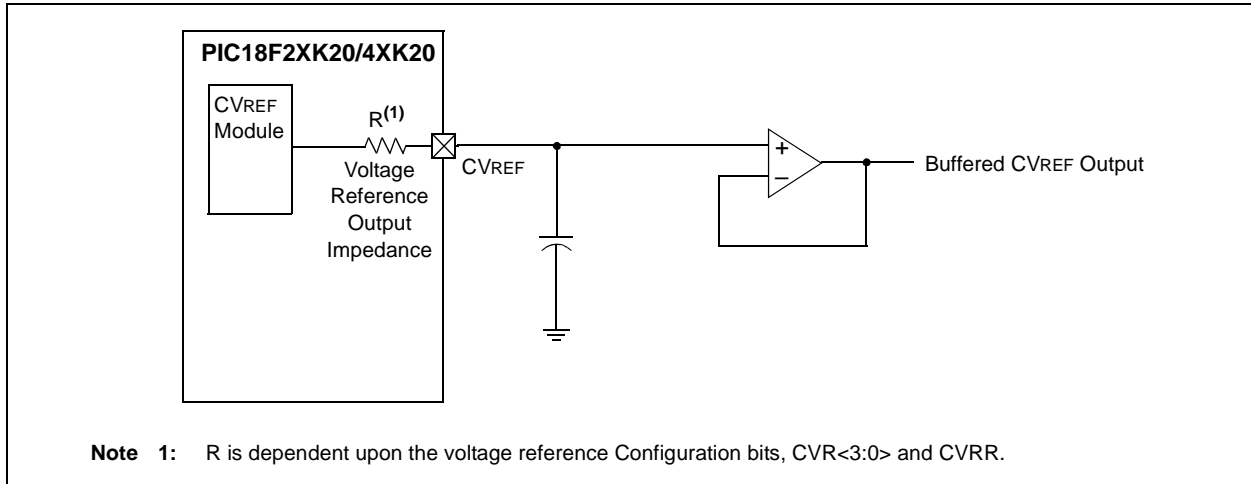 PIC18F2XK20/4XK20
CVREF
Module
R(1)
Voltage
Reference
Output
Impedance
CVREF
+
–
Buffered CVREF Output
Note 1: R is dependent upon the voltage reference Configuration bits, CVR<3:0> and CVRR.